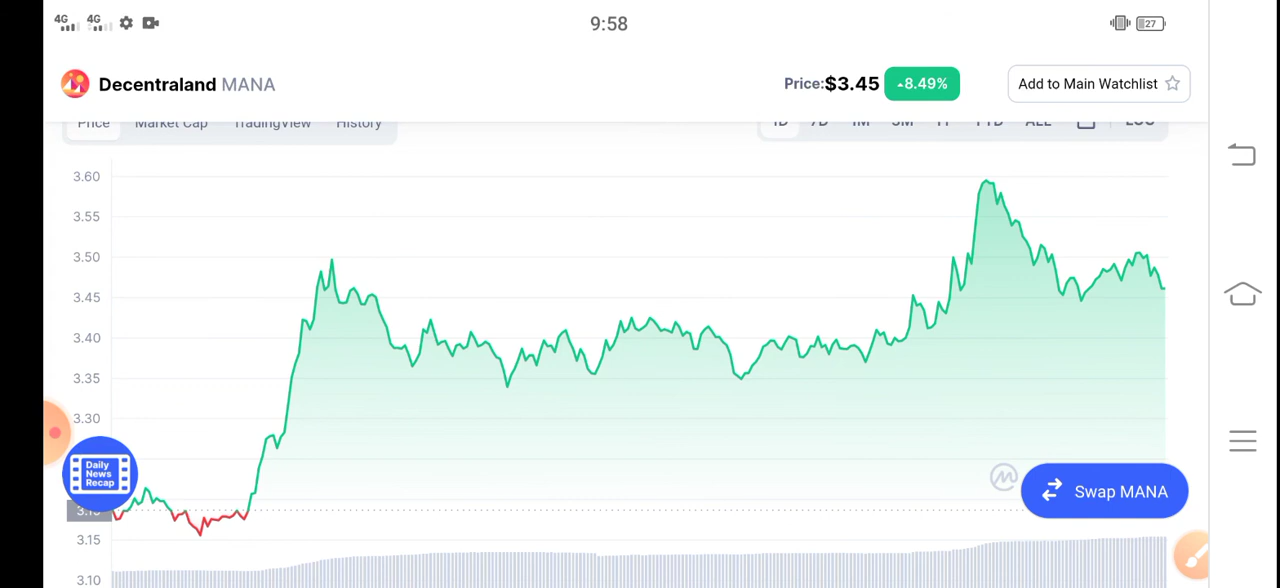 4G 4G 9:58 27
Decentraland MANA Price:$3.45 8.49% Add to Main Watchlist
Price Market Cap TradingView History 1D 7D 1M 3M 1Y YTD ALL LOG
3.60
3.55
3.50
3.45
3.40
3.35
3.30
Daily
News
Recap
Swap MANA
3.15
3.10